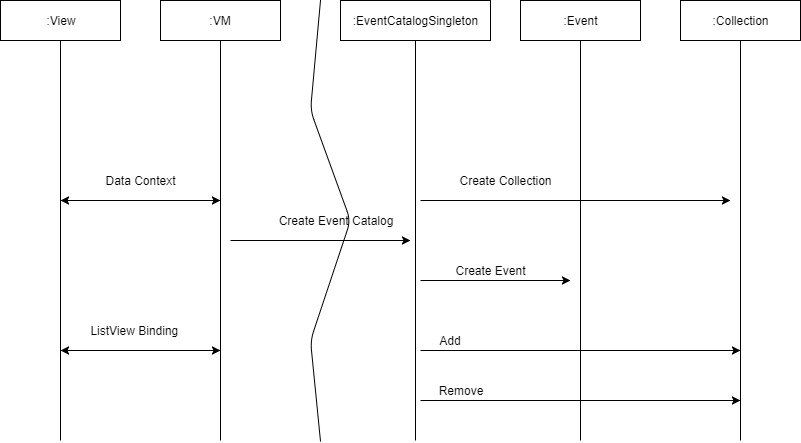 :View
:VM
:EventCatalogSingleton
:Event
:Collection
Data Context
Create Collection
Create Event Catalog
Create Event
ListView Binding
Add
Remove